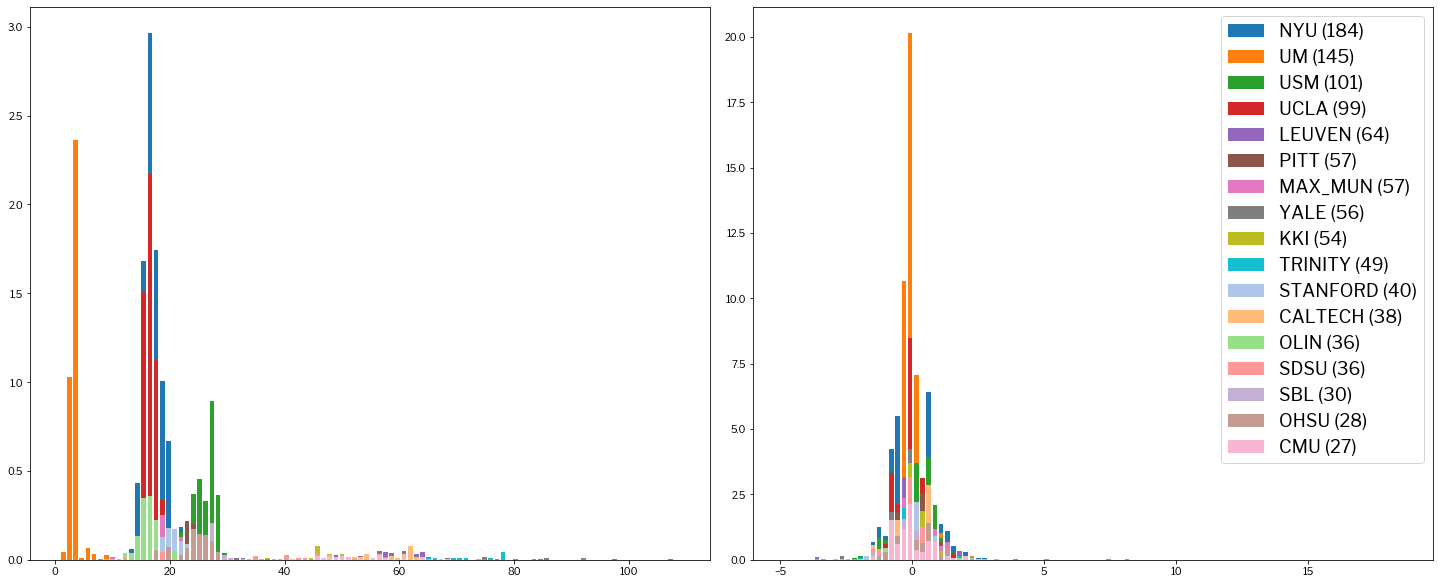 3.0
2.5
2.0
1.5
1.0
0.5
0.0
0
20
40
60
80
100
20.0
17.5
15.0
12.5
10.0
7.5
5.0
2.5
0.0
−5
0
5
10
15
NYU (184)
UM (145)
USM (101)
UCLA (99)
LEUVEN (64)
PITT (57)
MAX_MUN (57)
YALE (56)
KKI (54)
TRINITY (49)
STANFORD (40)
CALTECH (38)
OLIN (36)
SDSU (36)
SBL (30)
OHSU (28)
CMU (27)